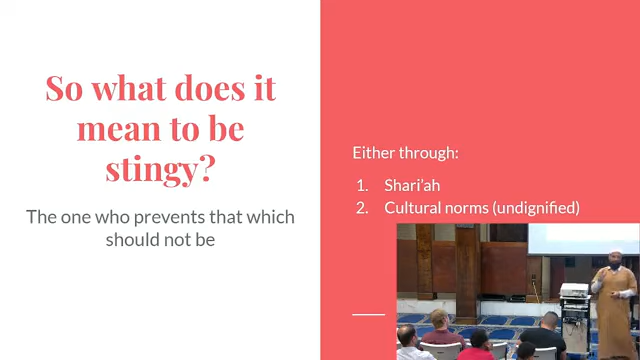 So what does it
mean to be
stingy?
The one who prevents that which
should not be
Either through:
1. Shari'ah
2. Cultural norms (undignified)